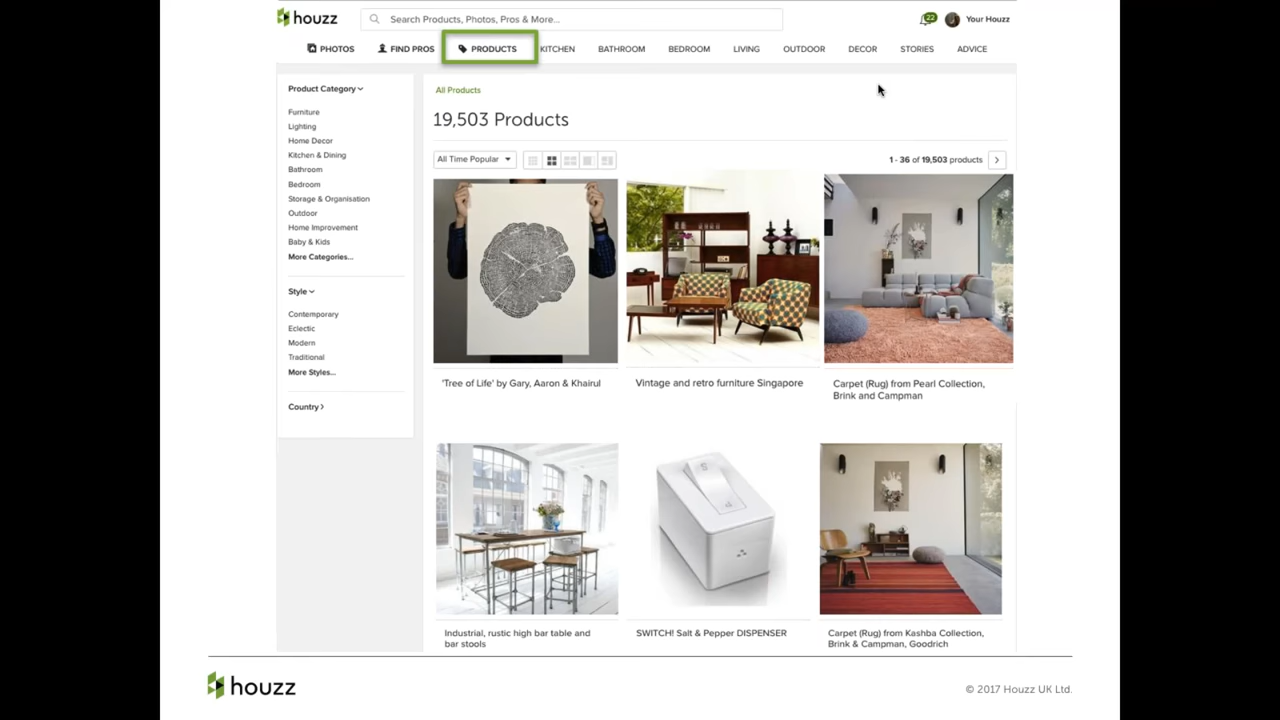 houzz
Search Products, Photos, Pros & More...
22
Your Houzz
PHOTOS
FIND PROS
PRODUCTS
KITCHEN
BATHROOM
BEDROOM
LIVING
OUTDOOR
DECOR
STORIES
ADVICE
Product Category
Furniture
Lighting
Home Decor
Kitchen & Dining
Bathroom
Bedroom
Storage & Organisation
Outdoor
Home Improvement
Baby & Kids
More Categories...
Style
Contemporary
Eclectic
Modern
Traditional
More Styles...
Country
All Products
19,503 Products
All Time Popular
1 - 36 of 19,503 products
'Tree of Life' by Gary, Aaron & Khairul
Vintage and retro furniture Singapore
Carpet (Rug) from Pearl Collection,
Brink and Campman
Industrial, rustic high bar table and
bar stools
SWITCH! Salt & Pepper DISPENSER
Carpet (Rug) from Kashba Collection,
Brink & Campman, Goodrich
houzz
© 2017 Houzz UK Ltd.